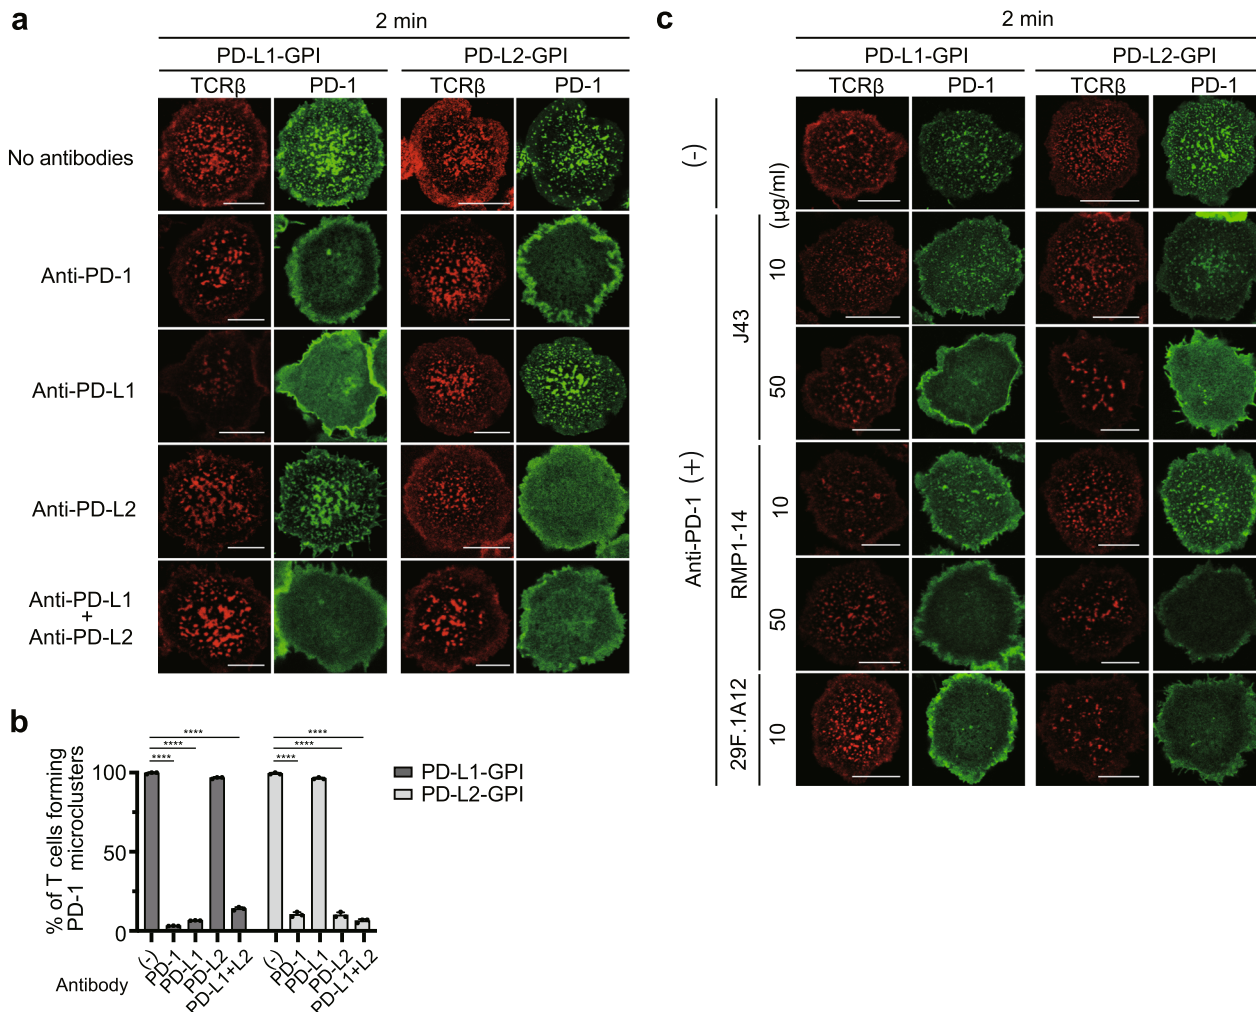 a
2 min
PD-L1-GPI
PD-L2-GPI
TCRβ
PD-1
TCRβ
PD-1
No antibodies
Anti-PD-1
Anti-PD-L1
Anti-PD-L2
Anti-PD-L1
+
Anti-PD-L2
b
% of T cells forming
PD-1 microclusters
100
50
0
****
****
****
****
****
****
(-)
PD-1
PD-L1
PD-L2
PD-L1+L2
(-)
PD-1
PD-L1
PD-L2
PD-L1+L2
Antibody
PD-L1-GPI
PD-L2-GPI
c
2 min
PD-L1-GPI
PD-L2-GPI
TCRβ
PD-1
TCRβ
PD-1
(-)
(µg/ml)
Anti-PD-1 (+)
J43
10
50
RMP1-14
10
50
29F.1A12
10